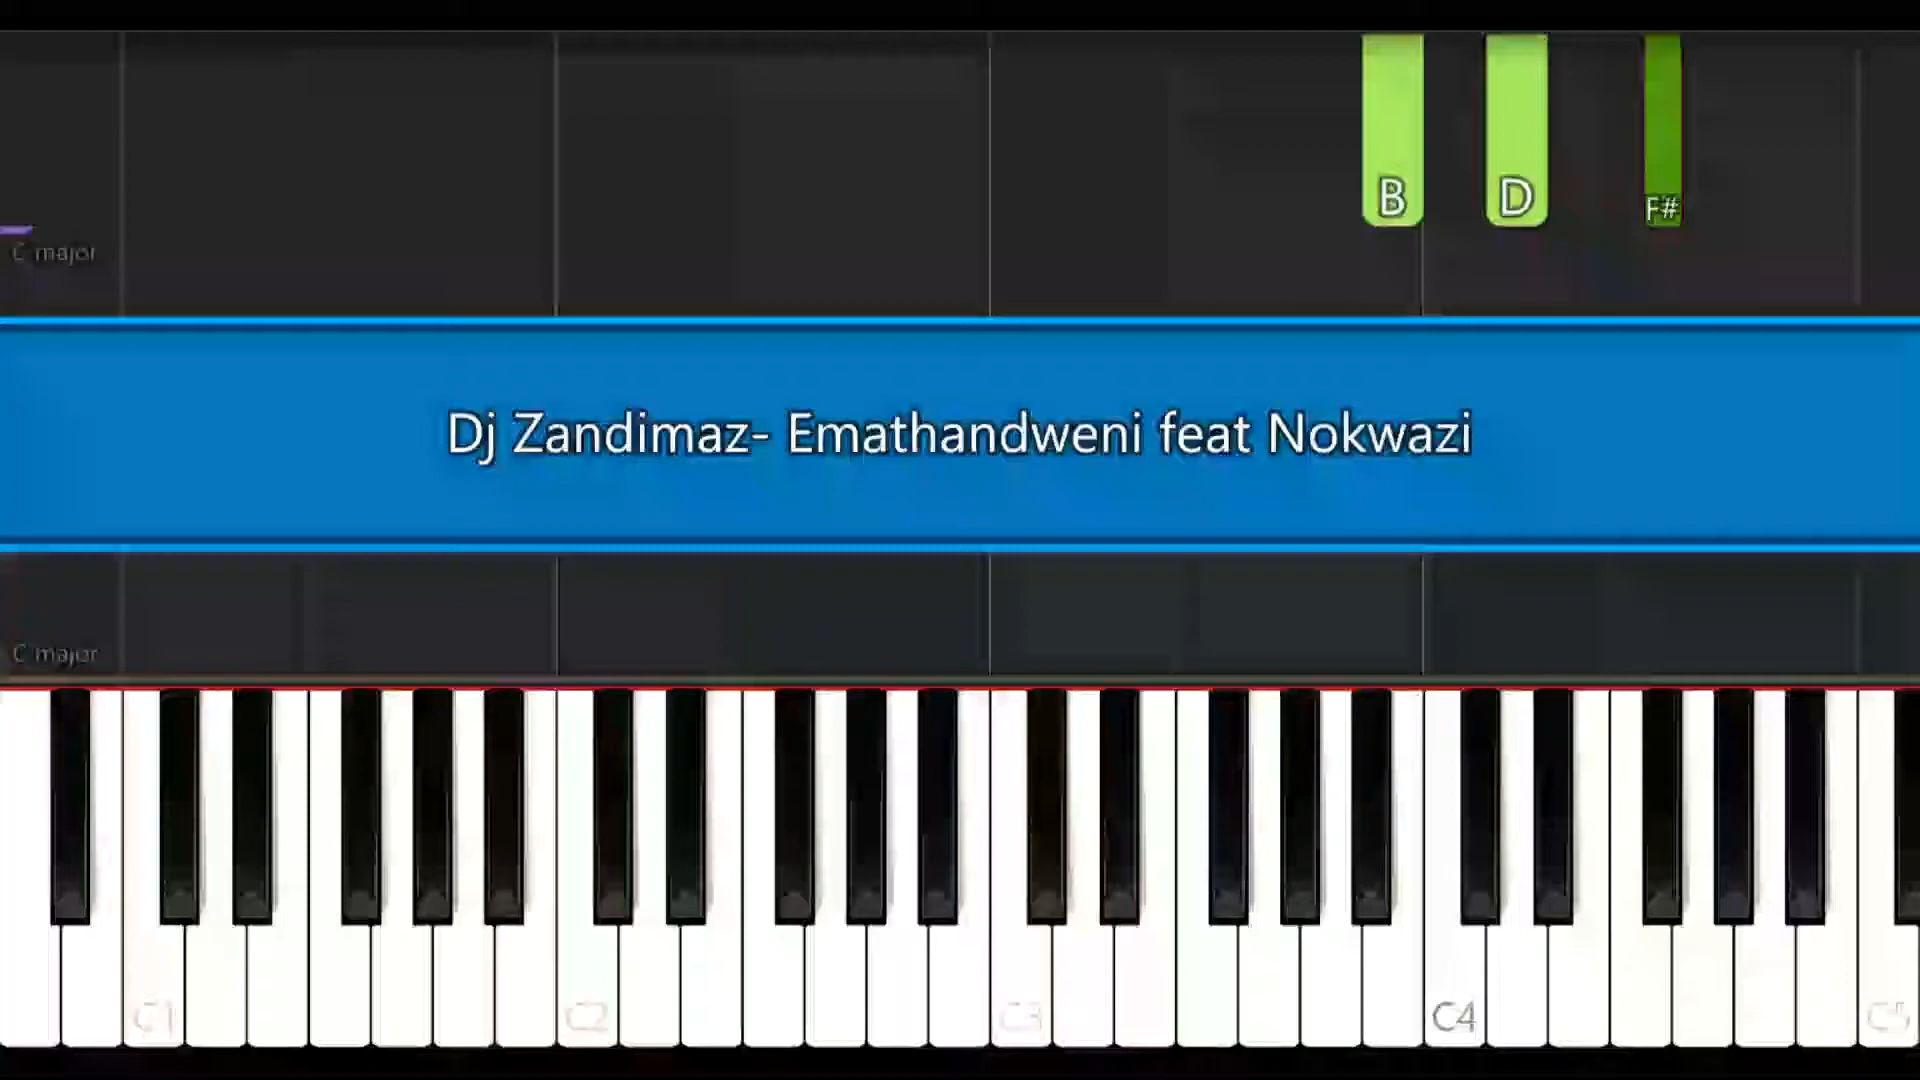 B D F#
C major
Dj Zandimaz- Emathandweni feat Nokwazi
C major
C1 C2 C3 C4 C5